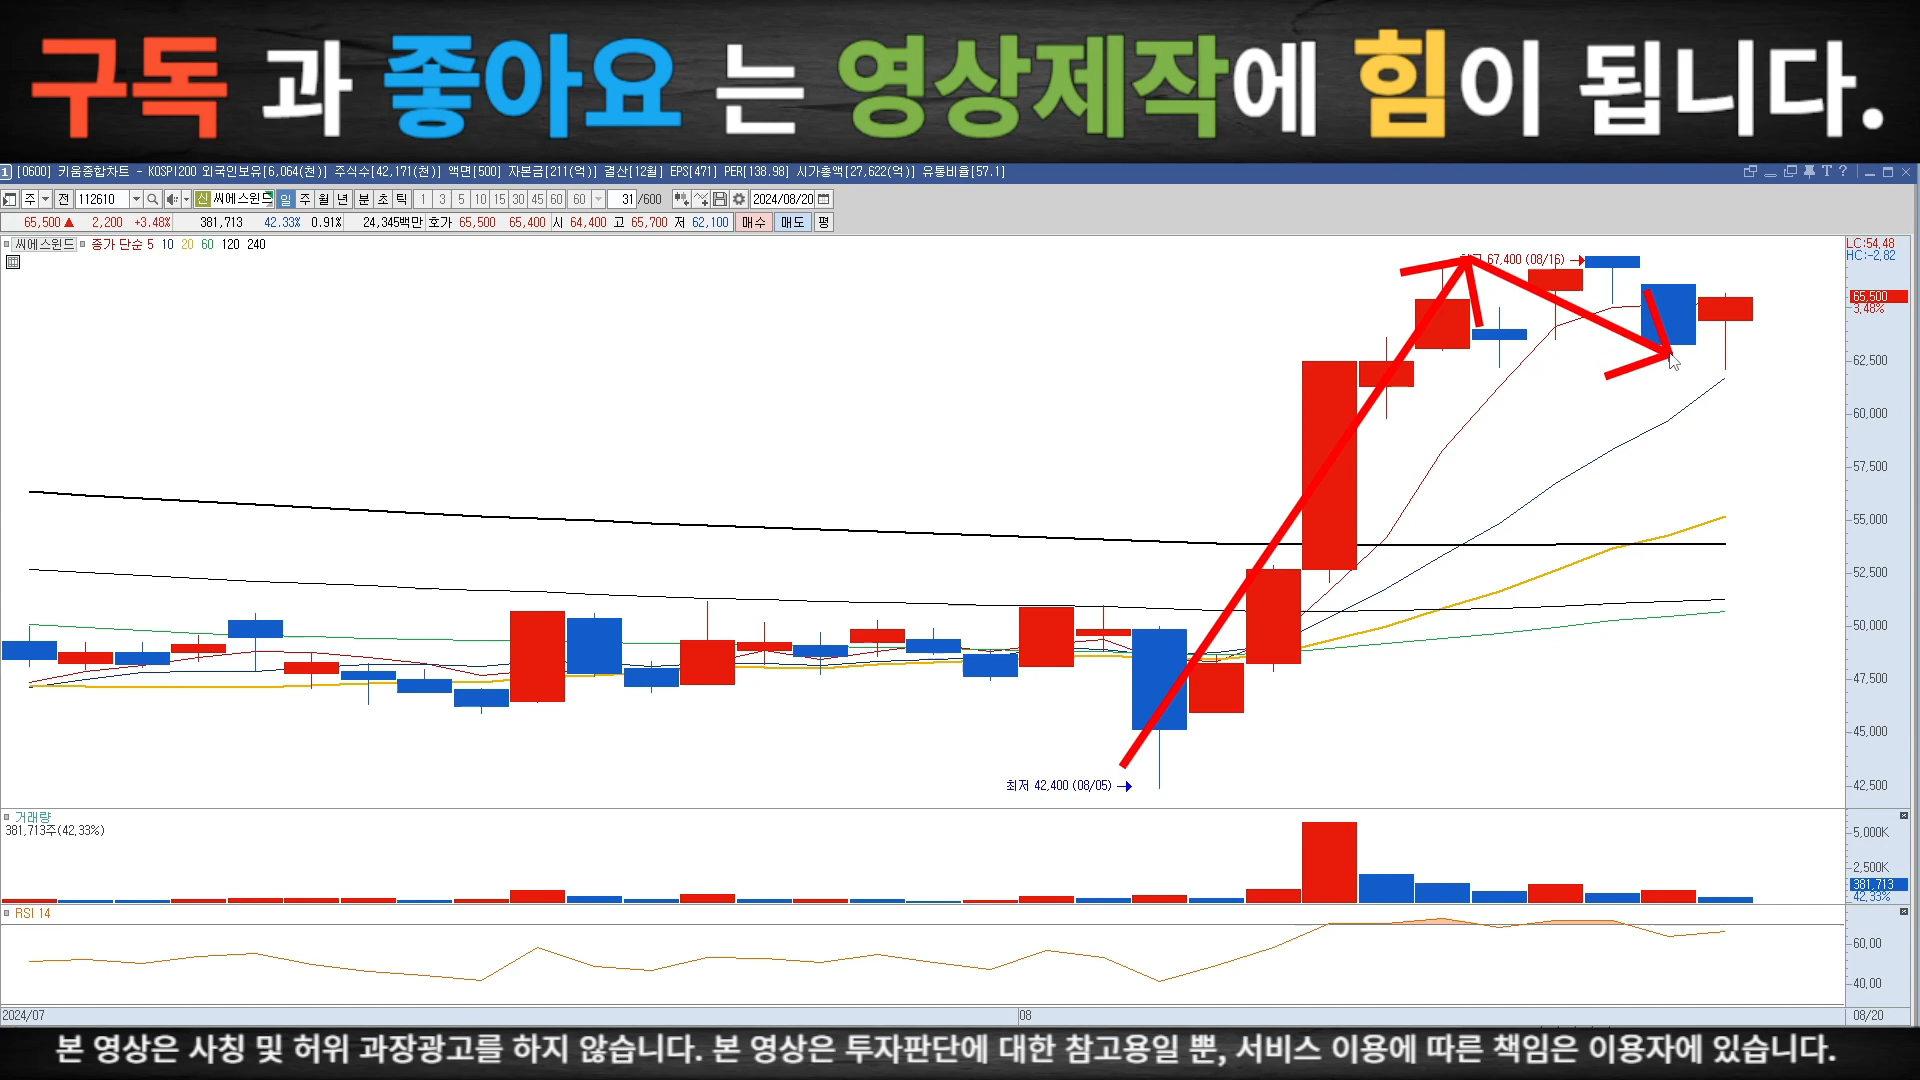 구독 과 좋아요 는 영상제작에 힘이 됩니다.
1 [0600] 키움종합차트 - KOSPI200 외국인보유[6,064(천)] 주식수[42,171(천)] 액면[500] 자본금[211(억)] 결산[12월] EPS[471] PER[138.98] 시가총액[27,622(억)] 유통비율[57.1]
주 전 112610 신 씨에스윈드 일 주 월 년 분 초 틱 1 3 5 10 15 30 45 60 60 31 /600 2024/08/20
65,500 ▲ 2,200 +3.48% 381,713 42.33% 0.91% 24,345백만 호가 65,500 65,400 시 64,400 고 65,700 저 62,100 매수 매도 평
씨에스윈드 종가 단순 5 10 20 60 120 240
LC:54.48
HC:-2.82
67,400 (08/16)
65,500
3.48%
62,500
60,000
57,500
55,000
52,500
50,000
47,500
45,000
최저 42,400 (08/05)
42,500
거래량
381,713주(42.33%)
5,000K
2,500K
381,713
42.33%
RSI 14
60.00
40.00
2024/07 08 08/20
본 영상은 사칭 및 허위 과장광고를 하지 않습니다. 본 영상은 투자판단에 대한 참고용일 뿐, 서비스 이용에 따른 책임은 이용자에 있습니다.